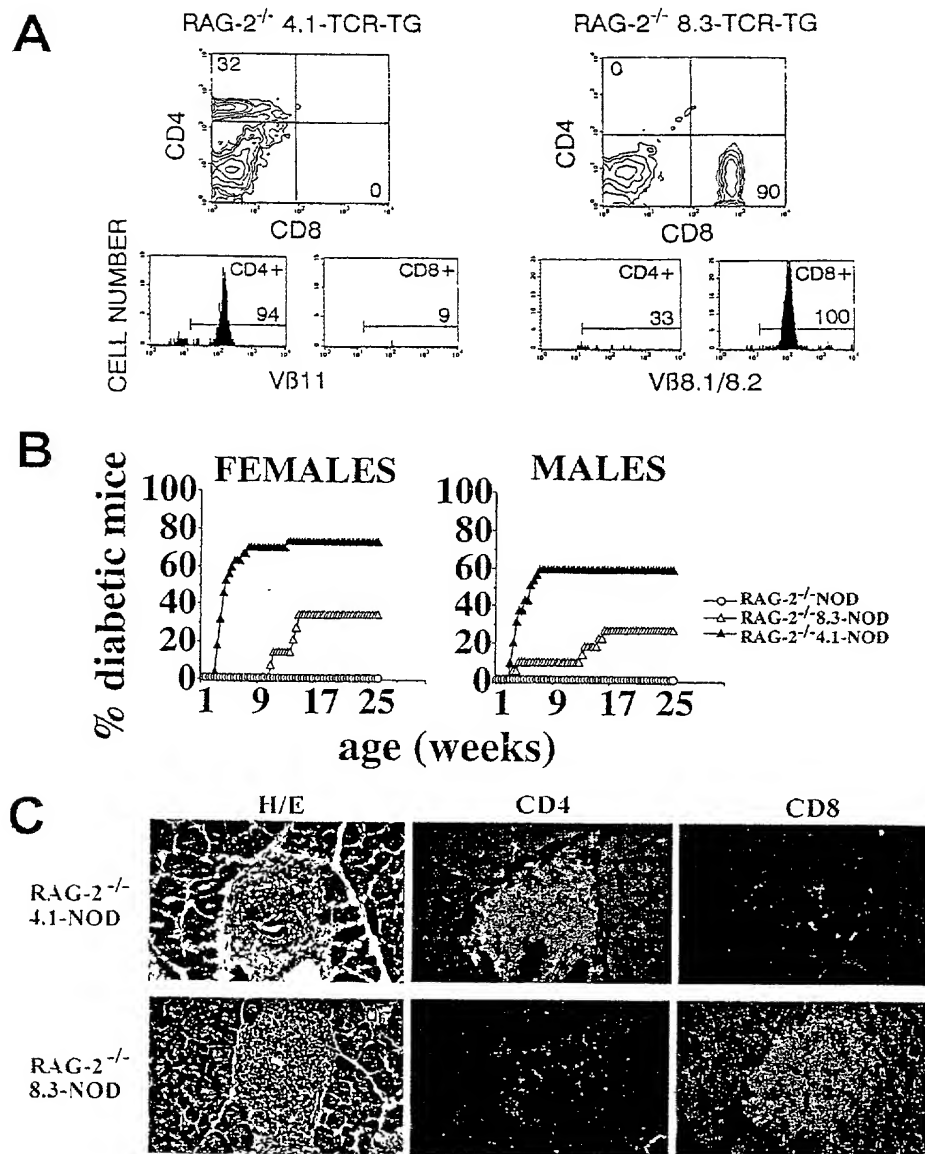 A
RAG-2-/- 4.1-TCR-TG
RAG-2-/- 8.3-TCR-TG
32
0
CD4
CD8
0
90
CD4
CD8
CELL NUMBER
CD4+
94
CD8+
9
Vß11
CD4+
33
CD8+
100
Vß8.1/8.2
B
FEMALES
MALES
% diabetic mice
100
80
60
40
20
0
1 9 17 25
100
80
60
40
20
0
1 9 17 25
age (weeks)
RAG-2-/-NOD
RAG-2-/-8.3-NOD
RAG-2-/-4.1-NOD
C
H/E
CD4
CD8
RAG-2-/-
4.1-NOD
RAG-2-/-
8.3-NOD